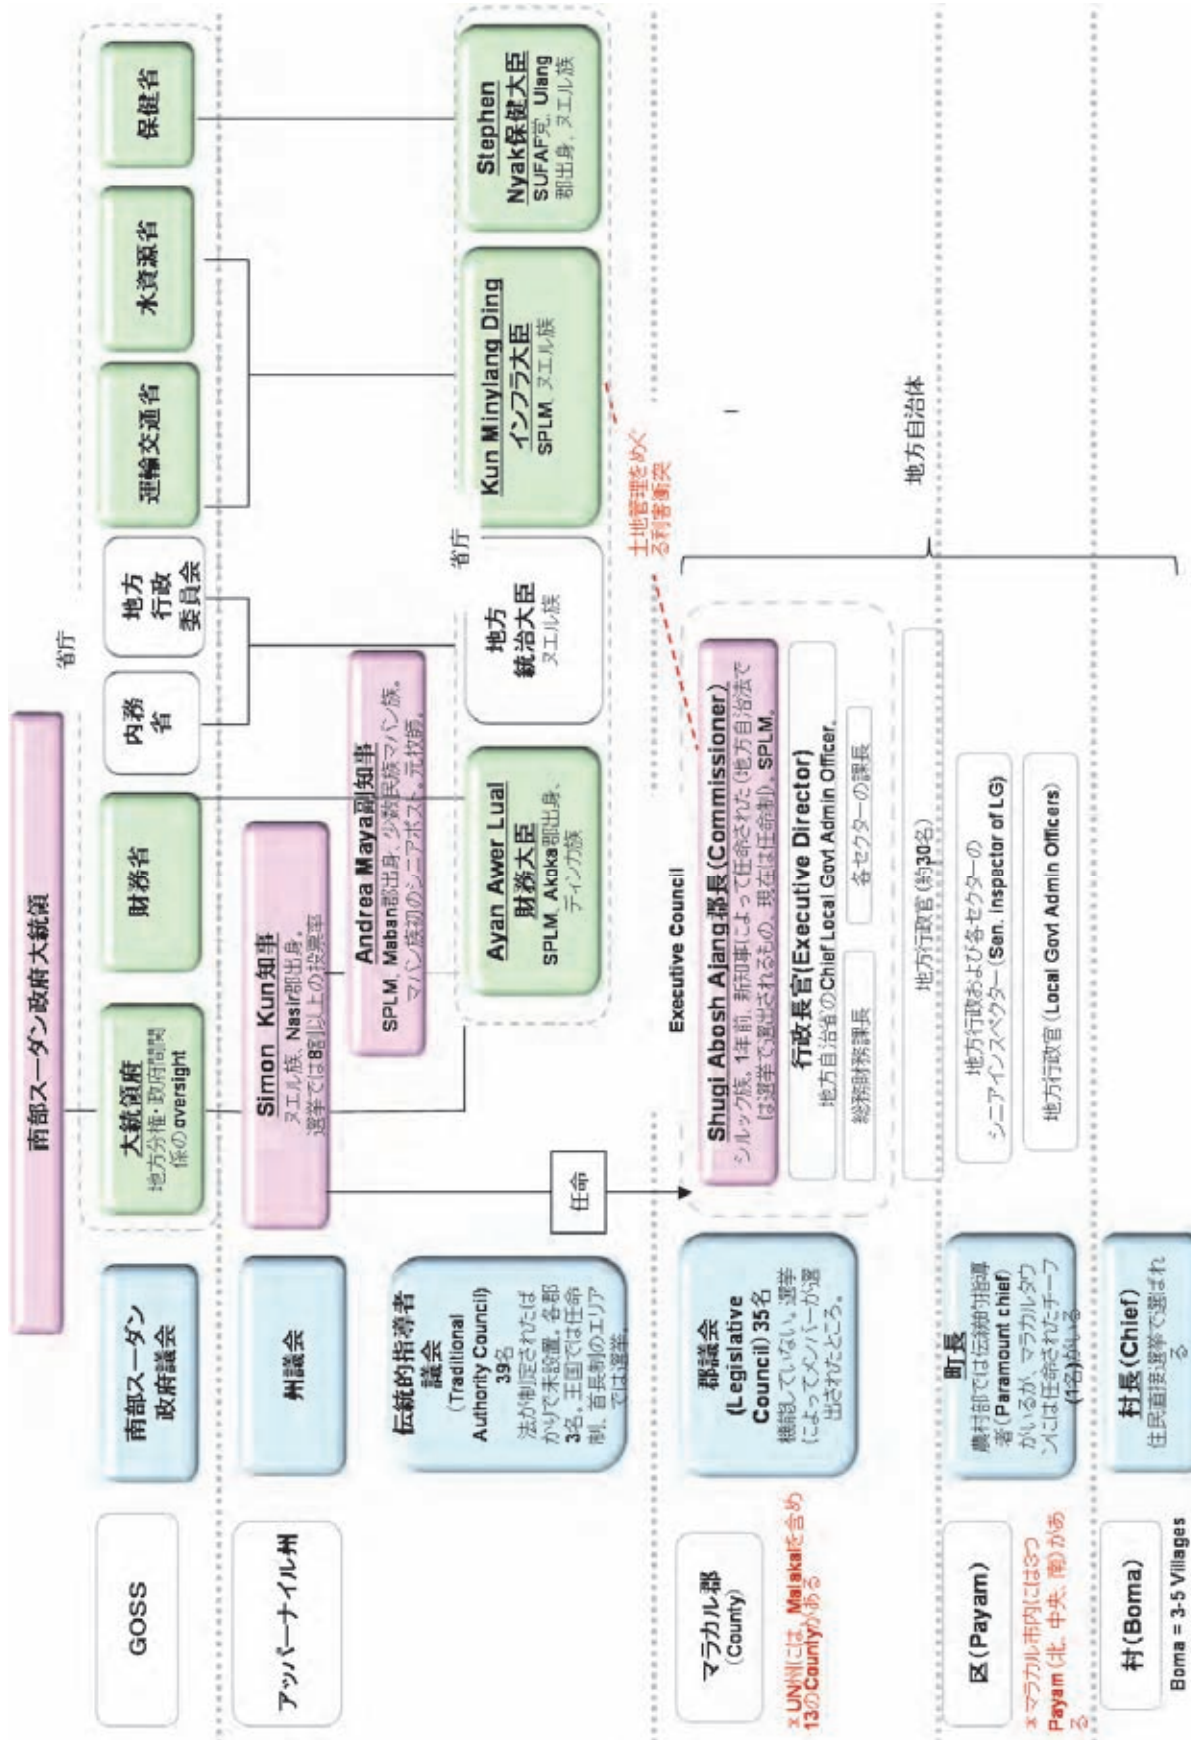 南部スーダン政府大統領
省庁
GOSS
南部スーダン
政府議会
大統領府
地方分権・政府間関
係のoversight
財務省
内務
省
地方
行政
委員会
運輸交通省
水資源省
保健省
アッパーナイル州
州議会
Simon Kun知事
ヌエル族、Nasir郡出身。
選挙では8割以上の投票率
Andrea Maya副知事
SPLM、Maban郡出身、少数民族マバン族。
マバン族初のシニアポスト。元牧師。
伝統的指導者
議会
(Traditional
Authority Council)
39名
法が制定されたば
かりで未設置。各郡
3名。王国では任命
制、首長制のエリア
では選挙。
省庁
Ayan Awer Lual
財務大臣
SPLM、Akoka郡出身、
ディンカ族
地方
統治大臣
ヌエル族
Kun Minylang Ding
インフラ大臣
SPLM、ヌエル族
Stephen
Nyak保健大臣
SUFAF党、Ulang
郡出身、ヌエル族
任命
土地管理をめぐ
る利害衝突
Executive Council
マラカル郡
(County)
※UN州には、Malakalを含め
13のCountyがある
郡議会
(Legislative
Council) 35名
機能していない。選挙
によってメンバーが選
出されたところ。
Shugi Abosh Ajang郡長(Commissioner)
シルック族、1年前、新知事によって任命された(地方自治法で
は選挙で選出されるもの、現在は任命制)。SPLM。
行政長官(Executive Director)
地方自治省のChief Local Govt Admin Officer.
総務財務課長
各セクターの課長
地方行政官(約30名)
地方自治体
区(Payam)
※マラカル市内には3つ
Payam(北、中央、南)があ
る
町長
農村部では伝統的指導
者(Paramount chief)
がいるが、マラカルタウ
ンには任命されたチーフ
(1名)がいる
地方行政および各セクターの
シニアインスペクター(Sen. inspector of LG)
地方行政官(Local Govt Admin Officers)
村(Boma)
Boma = 3-5 Villages
村長(Chief)
住民直接選挙で選ばれ
る